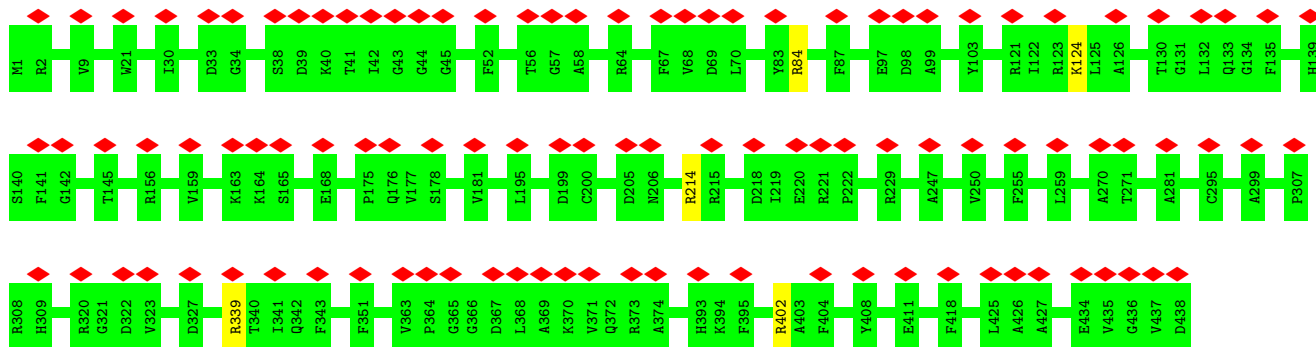 M1 R2 V9 W21 I30 D33 G34 S38 D39 K40 T41 I42 G43 G44 G45 F52 T56 G57 A58 R64 F67 V68 D69 L70 Y83 R84 F87 E97 D98 A99 Y103 R121 I122 R123 K124 L125 A126 T130 G131 L132 Q133 G134 F135 H139
S140 F141 G142 T145 R156 V159 K163 K164 S165 E168 P175 Q176 V177 S178 V181 L195 D199 C200 D205 N206 R214 R215 D218 I219 E220 R221 P222 R229 A247 V250 F255 L259 A270 T271 A281 C295 A299 P307
R308 H309 R320 G321 D322 V323 D327 R339 T340 I341 Q342 F343 F351 V363 P364 G365 G366 D367 L368 A369 K370 V371 Q372 R373 A374 H393 K394 F395 R402 A403 F404 Y408 E411 F418 L425 A426 A427 E434 V435 G436 V437 D438